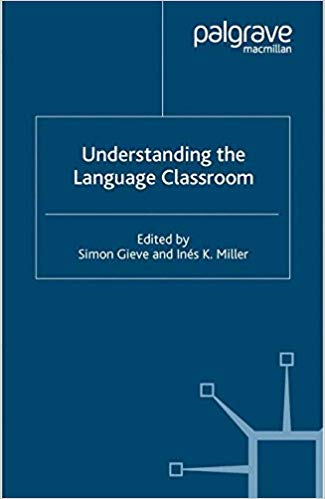 palgrave
macmillan
Understanding the
Language Classroom
Edited by
Simon Gieve and Inés K. Miller